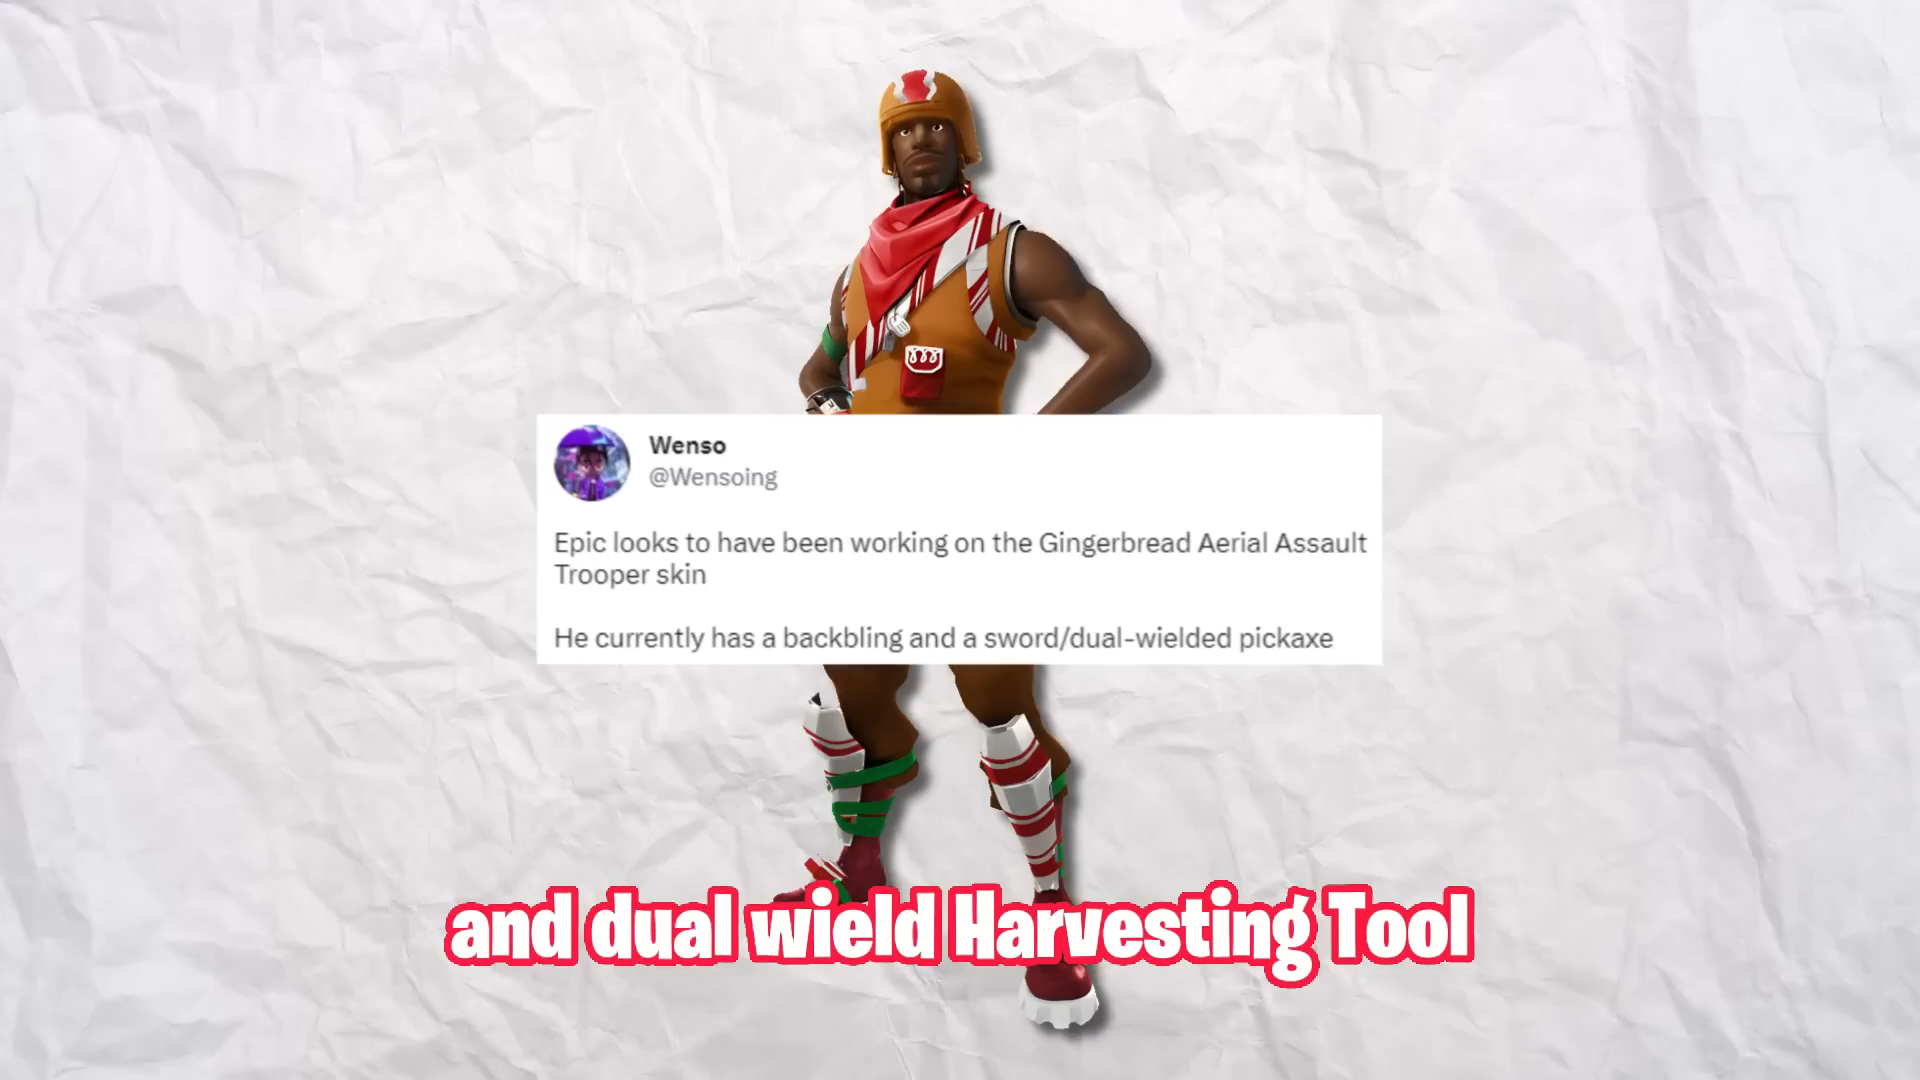 Wenso
@Wensoing
Epic looks to have been working on the Gingerbread Aerial Assault
Trooper skin
He currently has a backbling and a sword/dual-wielded pickaxe
and dual wield Harvesting Tool